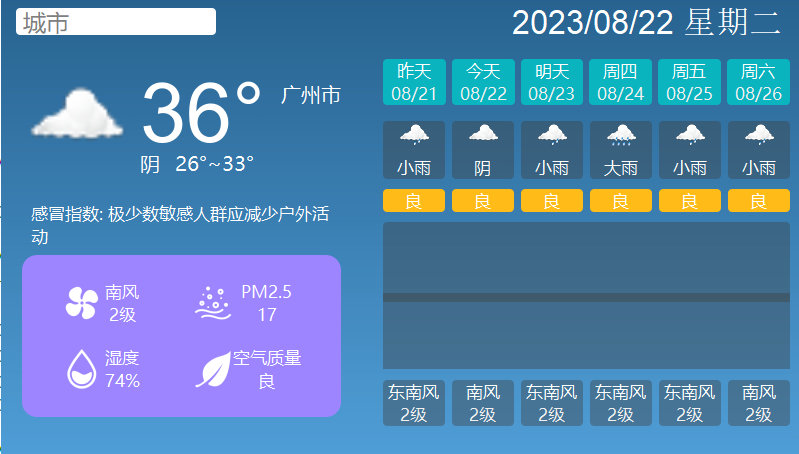 城市
2023/08/22 星期二
36°
广州市
阴 26°~33°
感冒指数: 极少数敏感人群应减少户外活
动
南风
2级
PM2.5
17
湿度
74%
空气质量
良
昨天 今天 明天 周四 周五 周六
08/21 08/22 08/23 08/24 08/25 08/26
小雨 阴 小雨 大雨 小雨 小雨
良 良 良 良 良 良
东南风 南风 东南风 东南风 东南风 南风
2级 2级 2级 2级 2级 2级